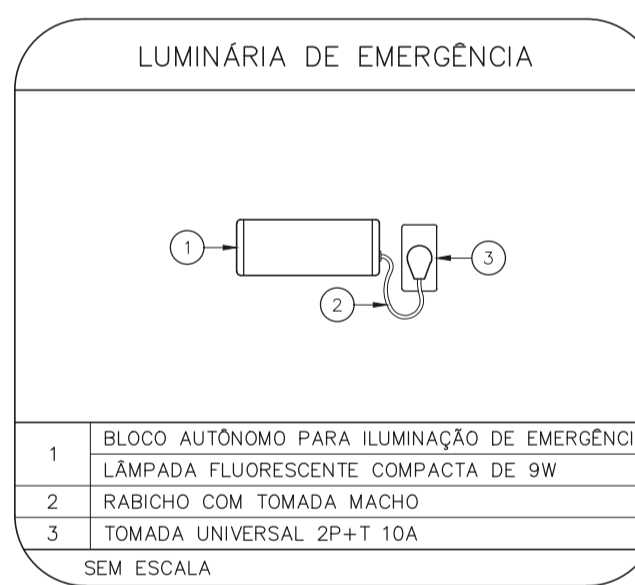 LUMINÁRIA DE EMERGÊNCIA
1
3
2
1
BLOCO AUTÔNOMO PARA ILUMINAÇÃO DE EMERGÊNCI
LÂMPADA FLUORESCENTE COMPACTA DE 9W
2 RABICHO COM TOMADA MACHO
3 TOMADA UNIVERSAL 2P+T 10A
SEM ESCALA